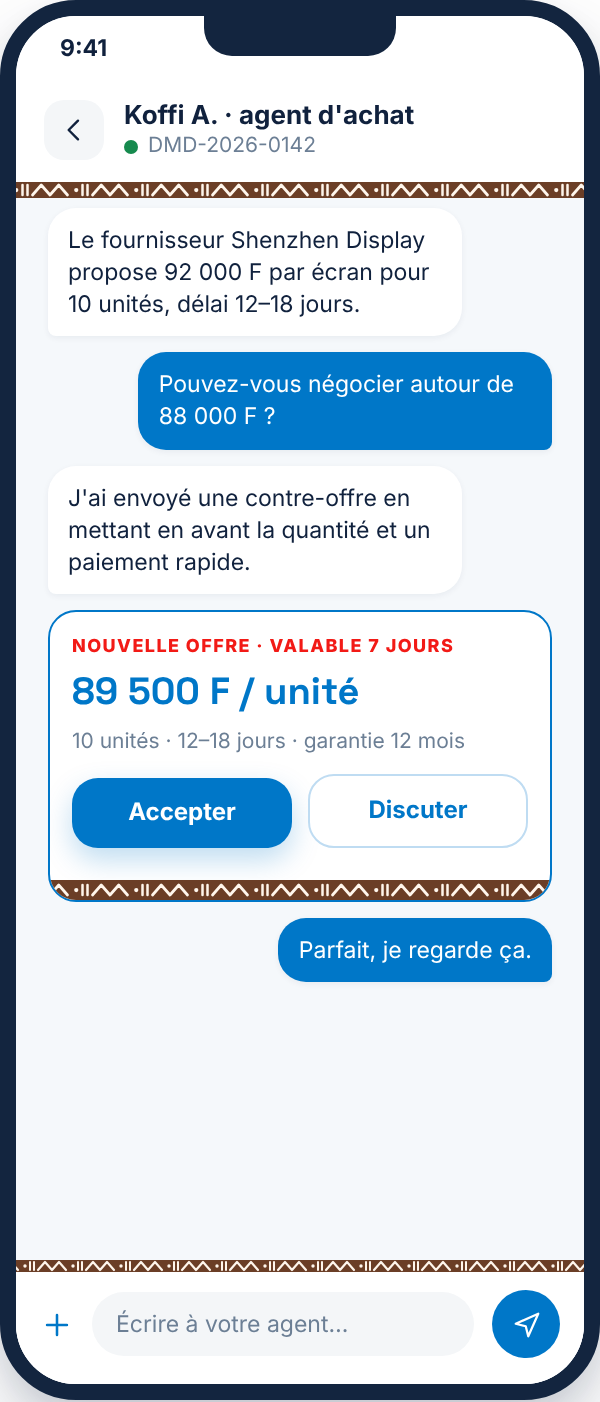 9:41
Koffi A. · agent d'achat
DMD-2026-0142
Le fournisseur Shenzhen Display
propose 92 000 F par écran pour
10 unités, délai 12–18 jours.
Pouvez-vous négocier autour de
88 000 F ?
J'ai envoyé une contre-offre en
mettant en avant la quantité et un
paiement rapide.
NOUVELLE OFFRE · VALABLE 7 JOURS
89 500 F / unité
10 unités · 12–18 jours · garantie 12 mois
Accepter
Discuter
Parfait, je regarde ça.
Écrire à votre agent...